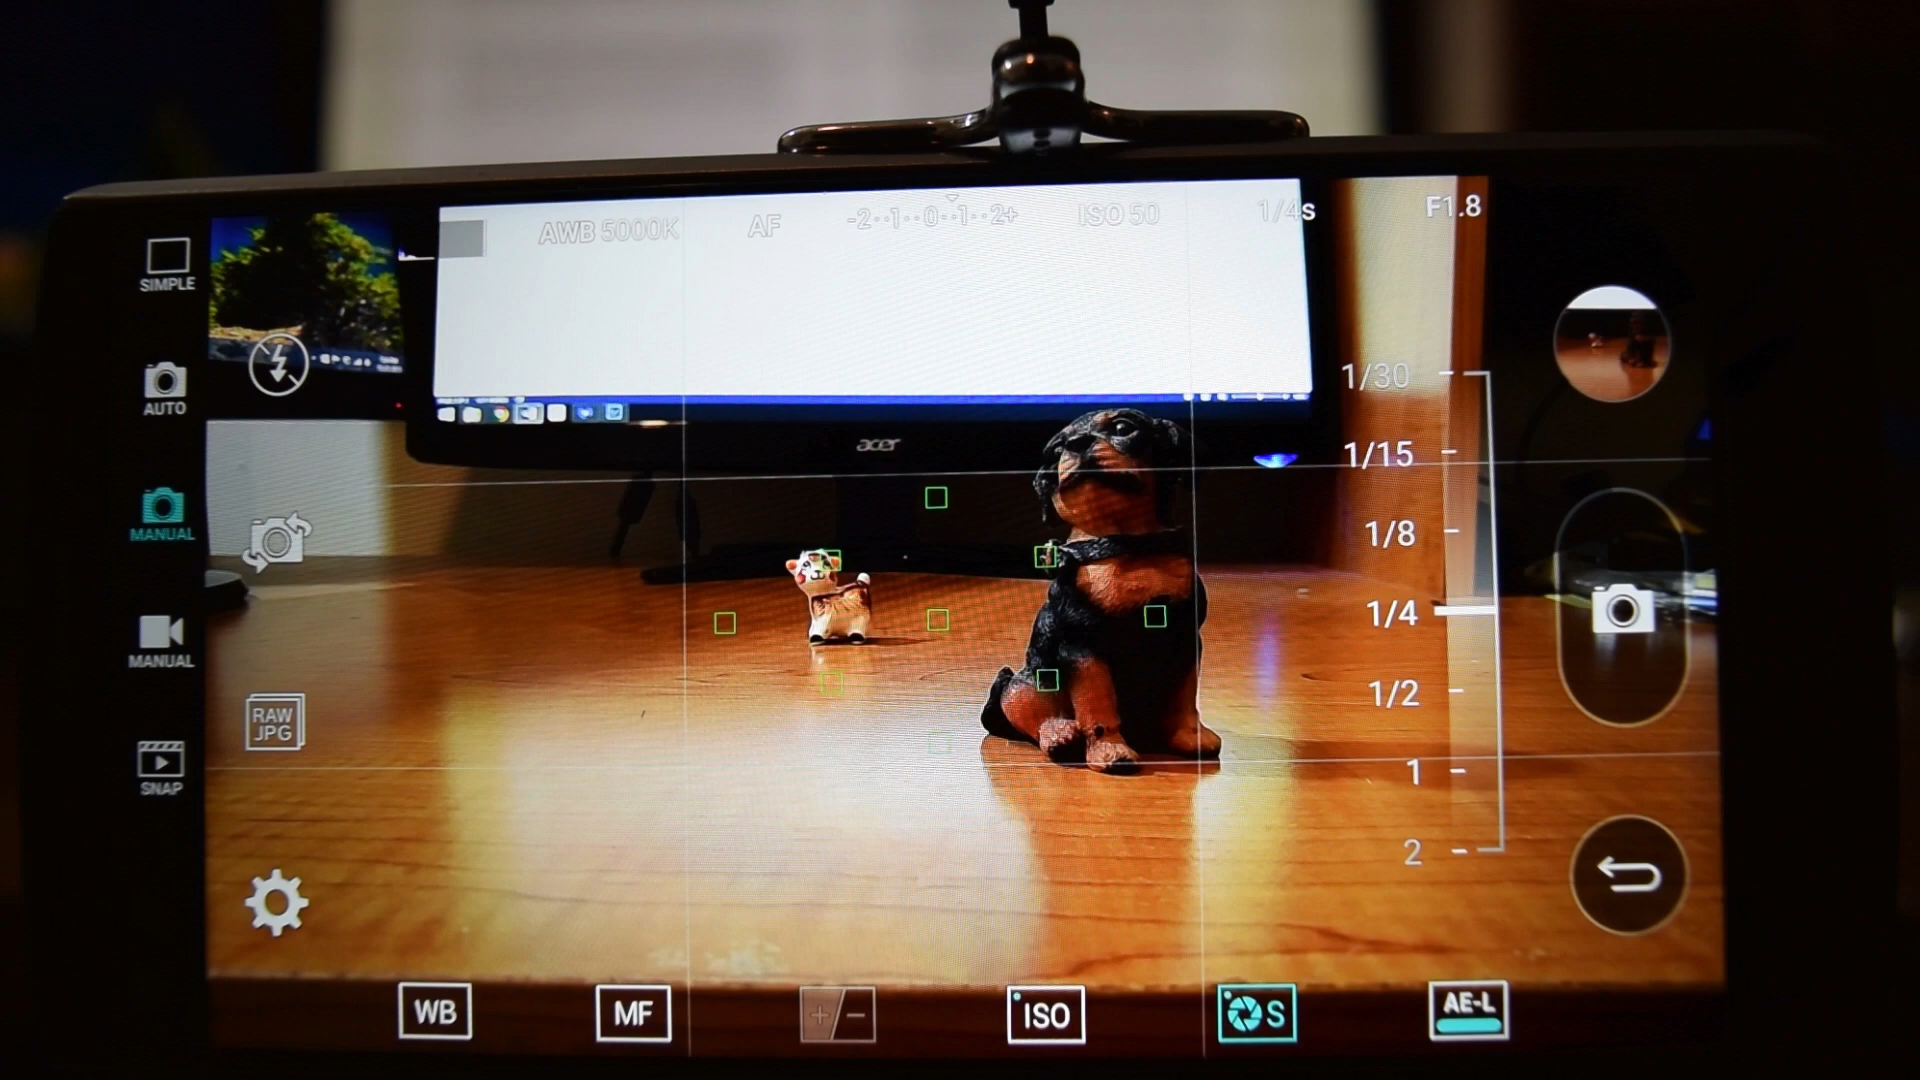 AWB 5000K
AF
-2··1··0··1··2+
ISO 50
1/4s
F1.8
SIMPLE
AUTO
MANUAL
MANUAL
RAW
JPG
SNAP
acer
1/30
1/15
1/8
1/4
1/2
1
2
WB
MF
+/-
ISO
S
AE-L